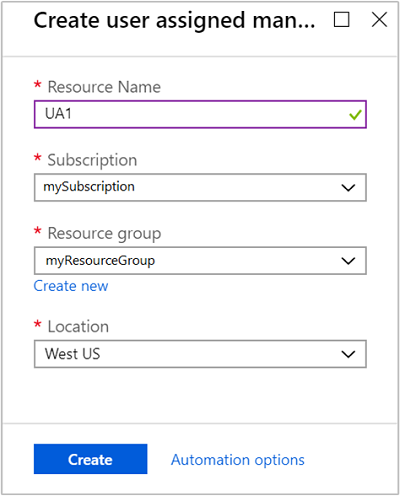 Create user assigned man...
* Resource Name
UA1
* Subscription
mySubscription
* Resource group
myResourceGroup
Create new
* Location
West US
Create Automation options